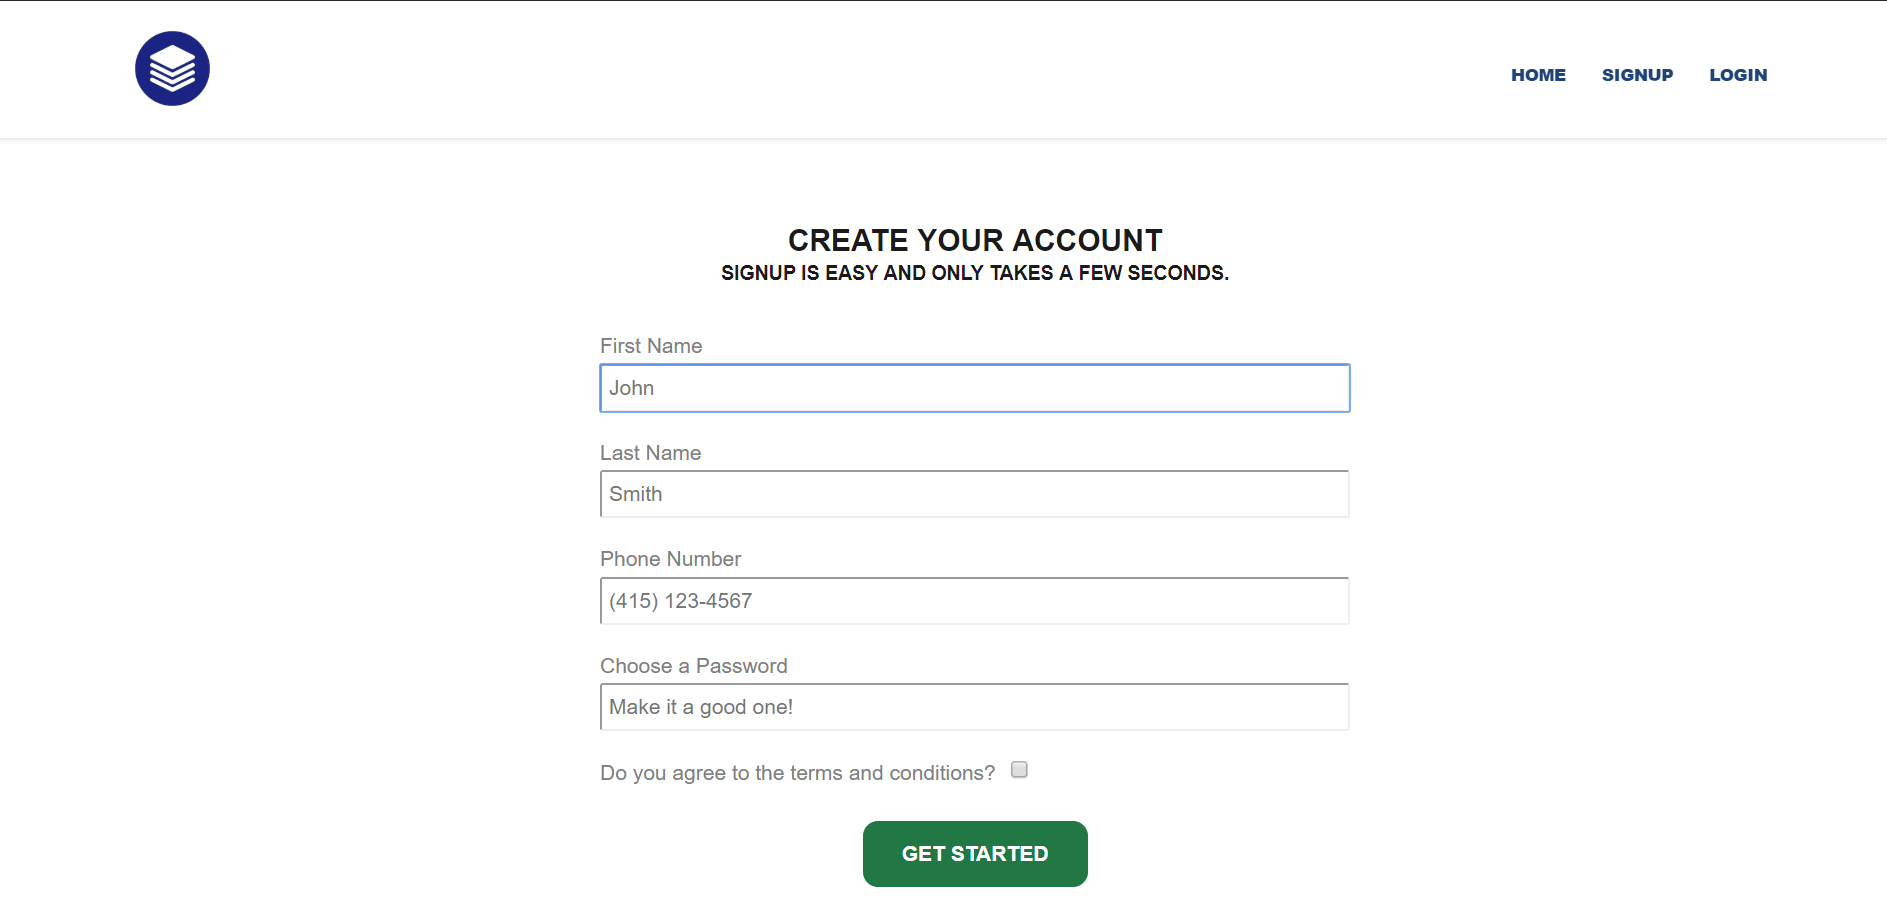 HOME SIGNUP LOGIN
CREATE YOUR ACCOUNT
SIGNUP IS EASY AND ONLY TAKES A FEW SECONDS.
First Name
John
Last Name
Smith
Phone Number
(415) 123-4567
Choose a Password
Make it a good one!
Do you agree to the terms and conditions?
GET STARTED